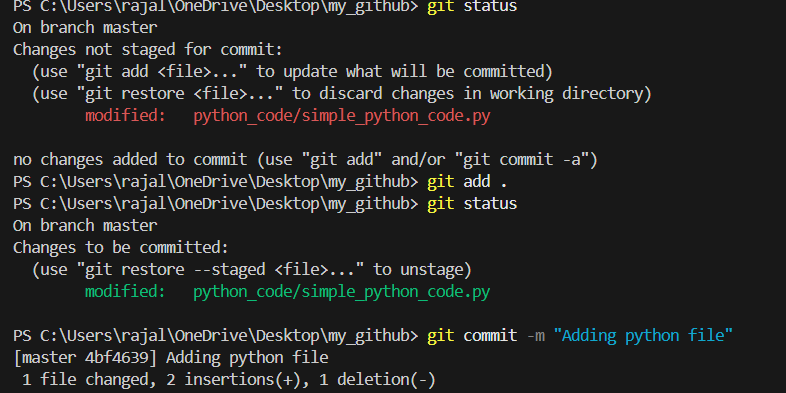 PS C:\Users\rajal\OneDrive\Desktop\my_github> git status
On branch master
Changes not staged for commit:
  (use "git add <file>..." to update what will be committed)
  (use "git restore <file>..." to discard changes in working directory)
        modified:   python_code/simple_python_code.py

no changes added to commit (use "git add" and/or "git commit -a")
PS C:\Users\rajal\OneDrive\Desktop\my_github> git add .
PS C:\Users\rajal\OneDrive\Desktop\my_github> git status
On branch master
Changes to be committed:
  (use "git restore --staged <file>..." to unstage)
        modified:   python_code/simple_python_code.py

PS C:\Users\rajal\OneDrive\Desktop\my_github> git commit -m "Adding python file"
[master 4bf4639] Adding python file
 1 file changed, 2 insertions(+), 1 deletion(-)